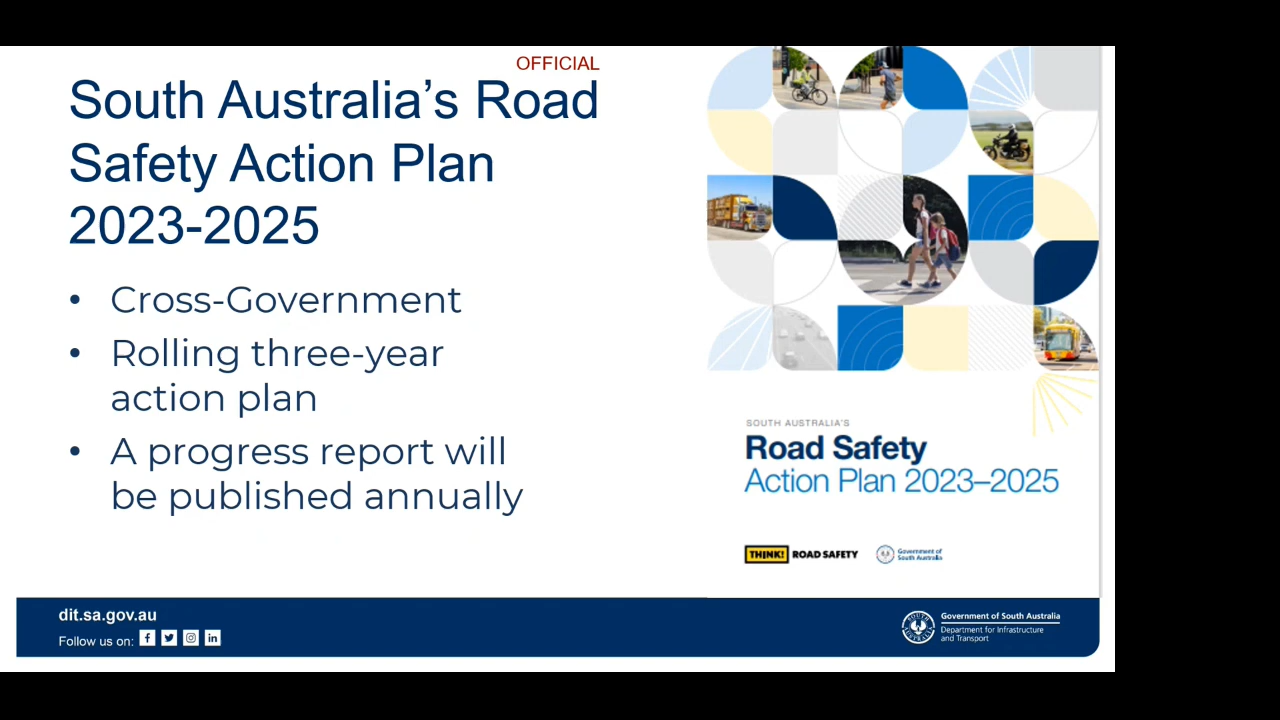 OFFICIAL
South Australia’s Road
Safety Action Plan
2023-2025
• Cross-Government
• Rolling three-year
action plan
• A progress report will
be published annually
SOUTH AUSTRALIA'S
Road Safety
Action Plan 2023–2025
THINK! ROAD SAFETY
Government of
South Australia
dit.sa.gov.au
Follow us on:
Government of South Australia
Department for Infrastructure
and Transport